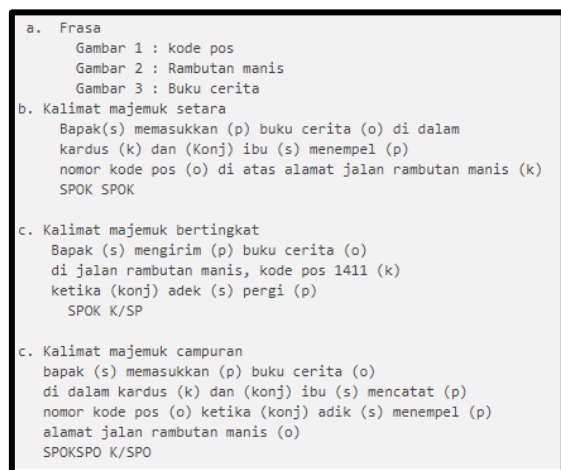 a. Frasa
Gambar 1 : kode pos
Gambar 2 : Rambutan manis
Gambar 3 : Buku cerita
b. Kalimat majemuk setara
Bapak(s) memasukkan (p) buku cerita (o) di dalam
kardus (k) dan (Konj) ibu (s) menempel (p)
nomor kode pos (o) di atas alamat jalan rambutan manis (k)
SPOK SPOK
c. Kalimat majemuk bertingkat
Bapak (s) mengirim (p) buku cerita (o)
di jalan rambutan manis, kode pos 1411 (k)
ketika (konj) adek (s) pergi (p)
SPOK K/SP
c. Kalimat majemuk campuran
bapak (s) memasukkan (p) buku cerita (o)
di dalam kardus (k) dan (konj) ibu (s) mencatat (p)
nomor kode pos (o) ketika (konj) adik (s) menempel (p)
alamat jalan rambutan manis (o)
SPOKSPO K/SPO